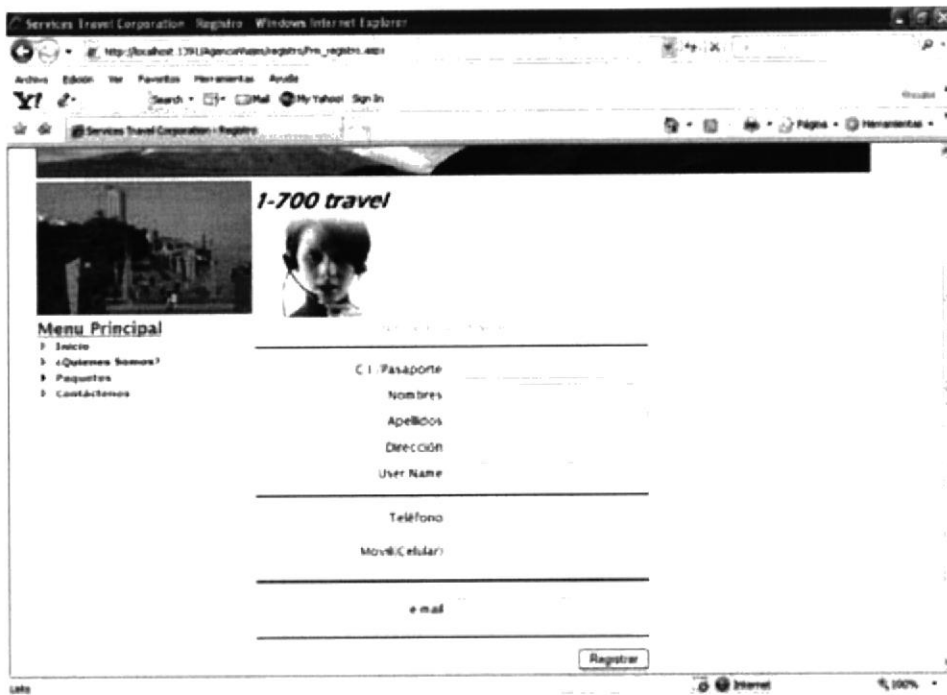 Services Travel Corporation Registro Windows Internet Explorer
Archivo Edición Ver Favoritos Herramientas Ayuda
Y! Search Mail My Yahoo! Sign In
Services Travel Corporation - Registro
Página Herramientas
1-700 travel
Menu Principal
Inicio
¿Quienes Somos?
Paquetes
Contáctenos
C.I./Pasaporte
Nombres
Apellidos
Dirección
User Name
Teléfono
Movil(Celular)
e-mail
Registrar
Listo
Internet
100%